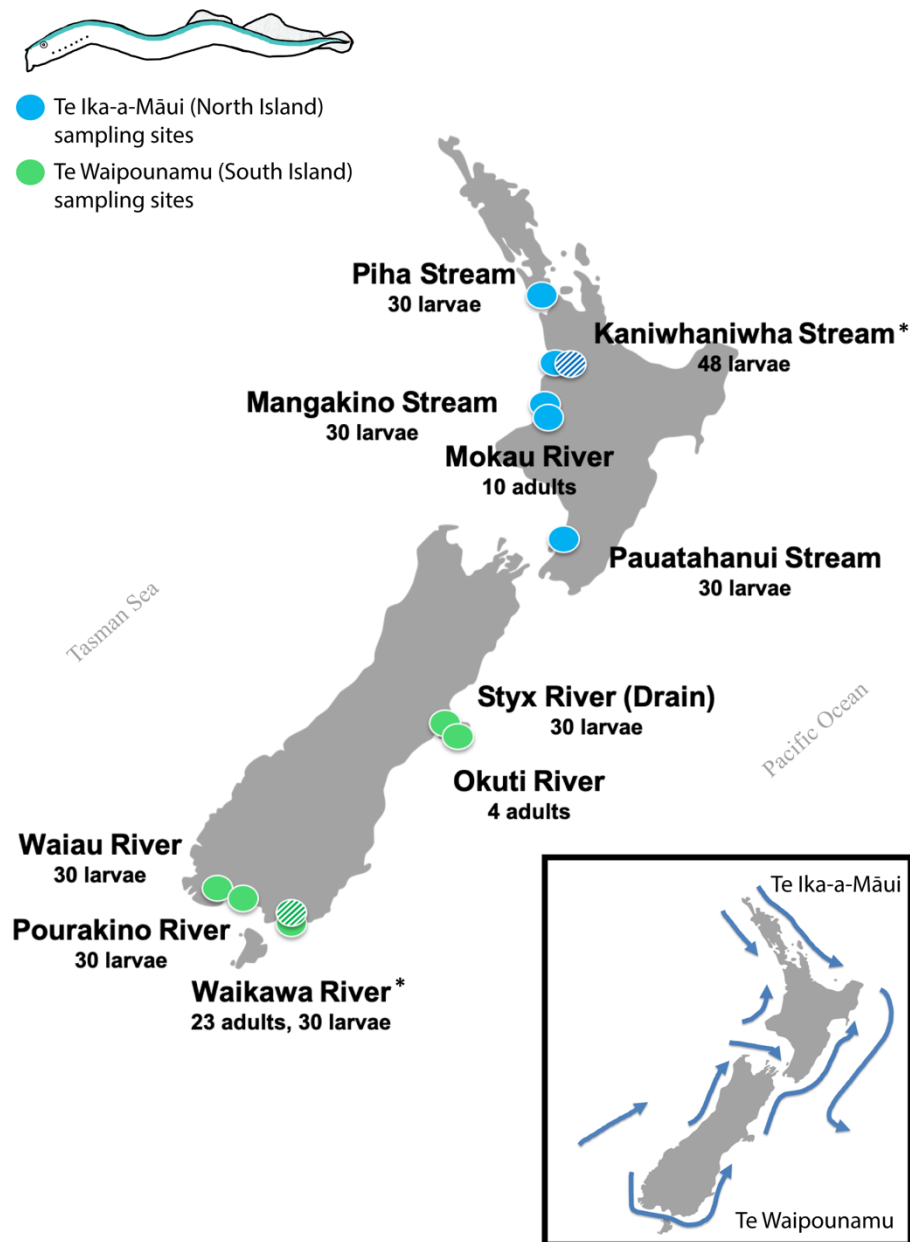 Te Ika-a-Māui (North Island)
sampling sites
Te Waipounamu (South Island)
sampling sites
Piha Stream
30 larvae
Kaniwhaniwha Stream*
48 larvae
Mangakino Stream
30 larvae
Mokau River
10 adults
Pauatahanui Stream
30 larvae
Tasman Sea
Styx River (Drain)
30 larvae
Pacific Ocean
Okuti River
4 adults
Waiau River
30 larvae
Pourakino River
30 larvae
Waikawa River*
23 adults, 30 larvae
Te Ika-a-Māui
Te Waipounamu